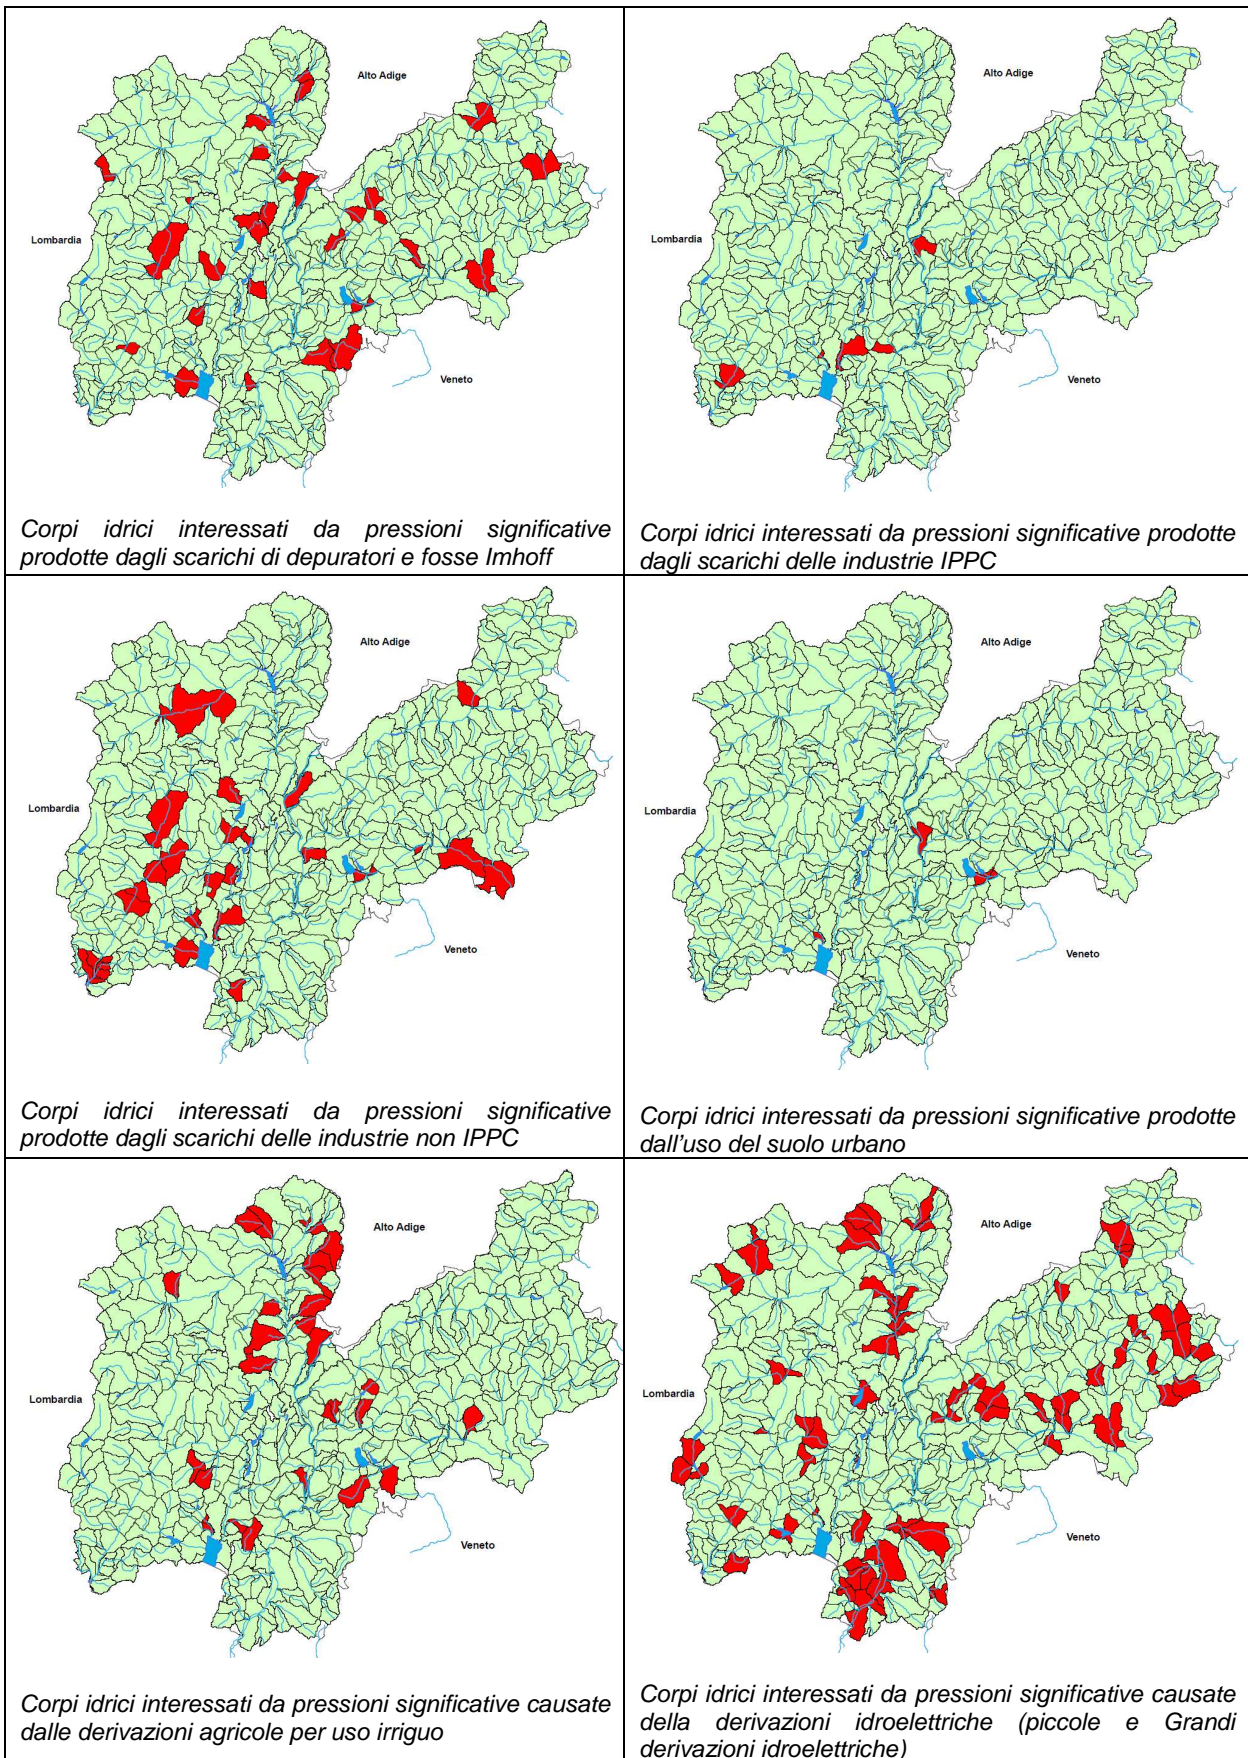 Alto Adige
Lombardia
Veneto
Corpi idrici interessati da pressioni significative
prodotte dagli scarichi di depuratori e fosse Imhoff
Alto Adige
Lombardia
Veneto
Corpi idrici interessati da pressioni significative prodotte
dagli scarichi delle industrie IPPC
Alto Adige
Lombardia
Veneto
Corpi idrici interessati da pressioni significative
prodotte dagli scarichi delle industrie non IPPC
Alto Adige
Lombardia
Veneto
Corpi idrici interessati da pressioni significative prodotte
dall'uso del suolo urbano
Alto Adige
Lombardia
Veneto
Corpi idrici interessati da pressioni significative causate
dalle derivazioni agricole per uso irriguo
Alto Adige
Lombardia
Veneto
Corpi idrici interessati da pressioni significative causate
della derivazioni idroelettriche (piccole e Grandi
derivazioni idroelettriche)